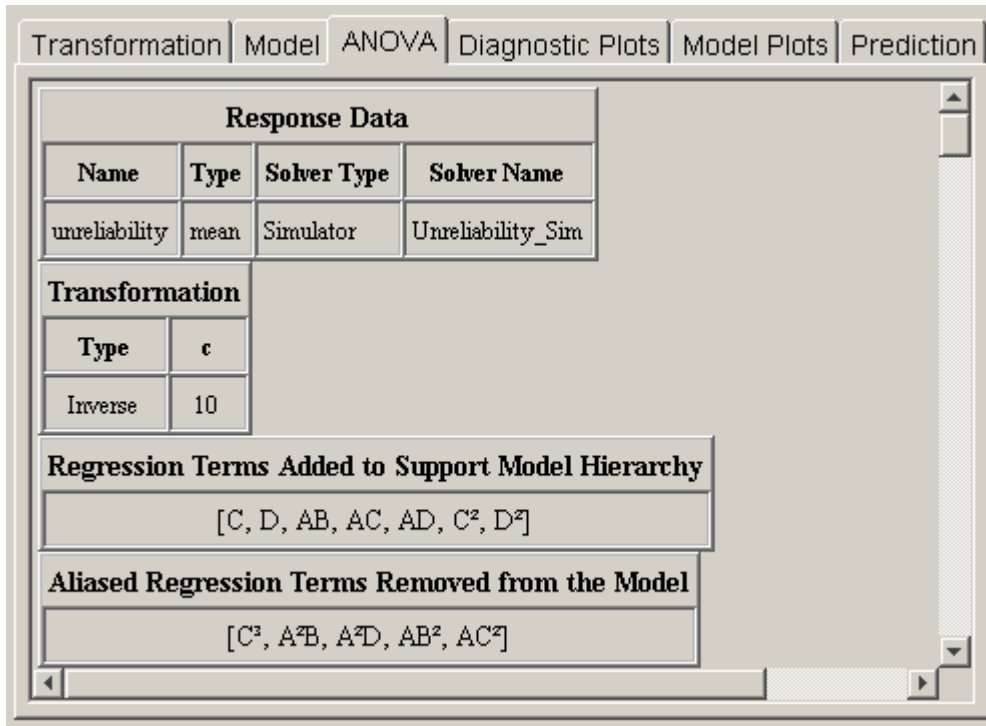 Transformation Model ANOVA Diagnostic Plots Model Plots Prediction
Response Data
Name Type Solver Type Solver Name
unreliability mean Simulator Unreliability_Sim
Transformation
Type c
Inverse 10
Regression Terms Added to Support Model Hierarchy
[C, D, AB, AC, AD, C², D²]
Aliased Regression Terms Removed from the Model
[C³, A²B, A²D, AB², AC²]